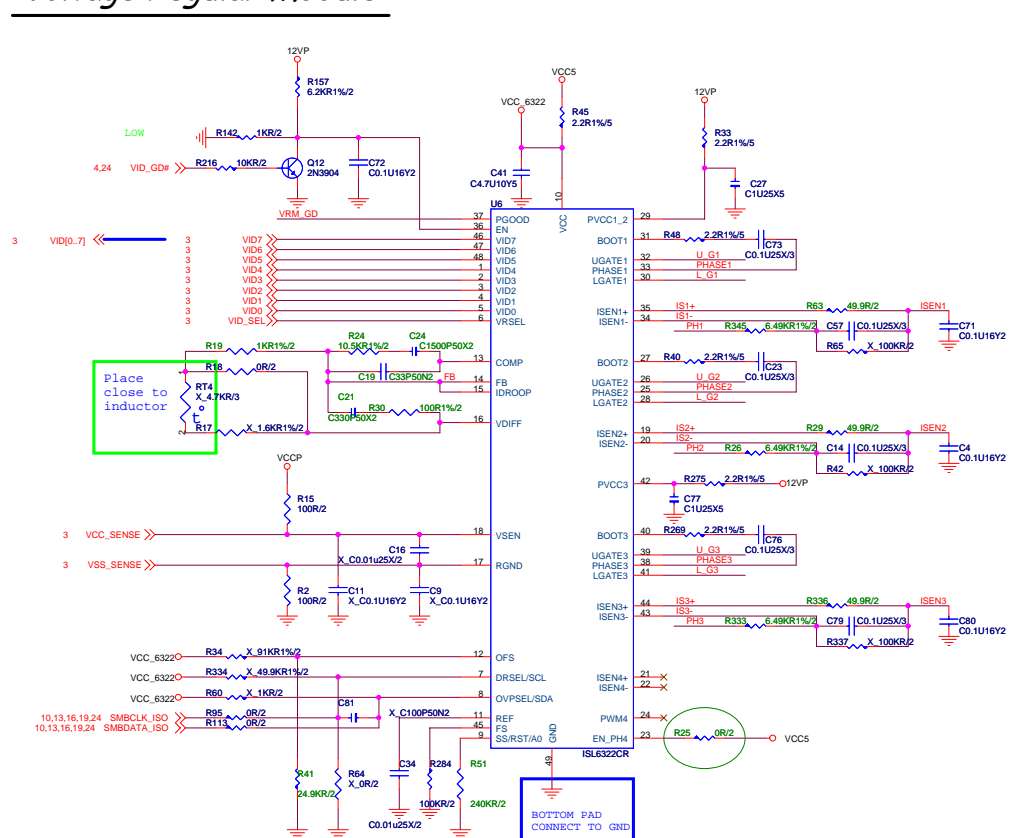 12VP
R157
6.2KR1%/2
VCC5
VCC_6322
R45
2.2R1%/5
12VP
R33
2.2R1%/5
LOW
R142
1KR/2
4,24
VID_GD#
R216
10KR/2
Q12
2N3904
C72
C0.1U16Y2
C41
C4.7U10Y5
C27
C1U25X5
U6
10
VCC
VRM_GD
37
PGOOD
36
EN
3
VID[0..7]
3
VID7
46
VID7
3
VID6
47
VID6
3
VID5
48
VID5
3
VID4
1
VID4
3
VID3
2
VID3
3
VID2
3
VID2
3
VID1
4
VID1
3
VID0
5
VID0
3
VID_SEL
6
VRSEL
PVCC1_2
29
BOOT1
31
R48
2.2R1%/5
C73
C0.1U25X/3
UGATE1
32
U_G1
PHASE1
33
PHASE1
LGATE1
30
L_G1
ISEN1+
35
IS1+
R63
49.9R/2
ISEN1
ISEN1-
34
IS1-
PH1
R345
6.49KR1%/2
C57
C0.1U25X/3
C71
C0.1U16Y2
R65
X_100KR/2
R19
1KR1%/2
R24
10.5KR1%/2
C24
C1500P50X2
13
COMP
R18
0R/2
C19
C33P50N2
FB
14
FB
15
IDROOP
Place
close to
inductor
1
RT4
X_4.7KR/3
t
2
C21
C330P50X2
R30
100R1%/2
16
VDIFF
R17
X_1.6KR1%/2
BOOT2
27
R40
2.2R1%/5
C23
C0.1U25X/3
UGATE2
26
U_G2
PHASE2
25
PHASE2
LGATE2
28
L_G2
ISEN2+
19
IS2+
R29
49.9R/2
ISEN2
ISEN2-
20
IS2-
PH2
R26
6.49KR1%/2
C14
C0.1U25X/3
C4
C0.1U16Y2
R42
X_100KR/2
VCCP
R15
100R/2
PVCC3
42
R275
2.2R1%/5
12VP
C77
C1U25X5
3
VCC_SENSE
18
VSEN
C16
X_C0.01u25X/2
3
VSS_SENSE
17
RGND
R2
100R/2
C11
X_C0.1U16Y2
C9
X_C0.1U16Y2
BOOT3
40
R269
2.2R1%/5
C76
C0.1U25X/3
UGATE3
39
U_G3
PHASE3
38
PHASE3
LGATE3
41
L_G3
ISEN3+
44
IS3+
R336
49.9R/2
ISEN3
ISEN3-
43
IS3-
PH3
R333
6.49KR1%/2
C79
C0.1U25X/3
C80
C0.1U16Y2
R337
X_100KR/2
VCC_6322
R34
X_91KR1%/2
12
OFS
VCC_6322
R334
X_49.9KR1%/2
7
DRSEL/SCL
VCC_6322
R60
X_1KR/2
8
OVPSEL/SDA
10,13,16,19,24
SMBCLK_ISO
R95
0R/2
C81
X_C100P50N2
11
REF
10,13,16,19,24
SMBDATA_ISO
R113
0R/2
45
FS
9
SS/RST/A0
ISEN4+
21
ISEN4-
22
PWM4
24
EN_PH4
23
R25
0R/2
VCC5
GND
49
ISL6322CR
R41
24.9KR/2
R64
X_0R/2
C34
C0.01u25X/2
R284
100KR/2
R51
240KR/2
BOTTOM PAD
CONNECT TO GND